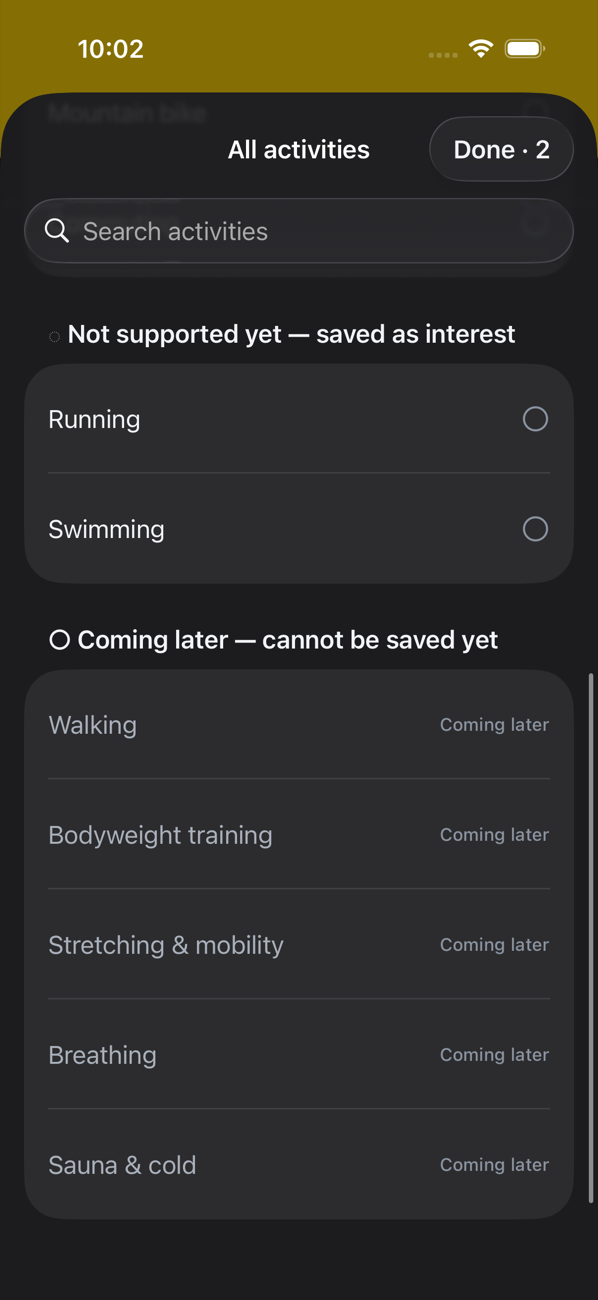 10:02
Mountain bike
All activities
Done · 2
Search activities
Not supported yet — saved as interest
Running
Swimming
Coming later — cannot be saved yet
Walking
Coming later
Bodyweight training
Coming later
Stretching & mobility
Coming later
Breathing
Coming later
Sauna & cold
Coming later